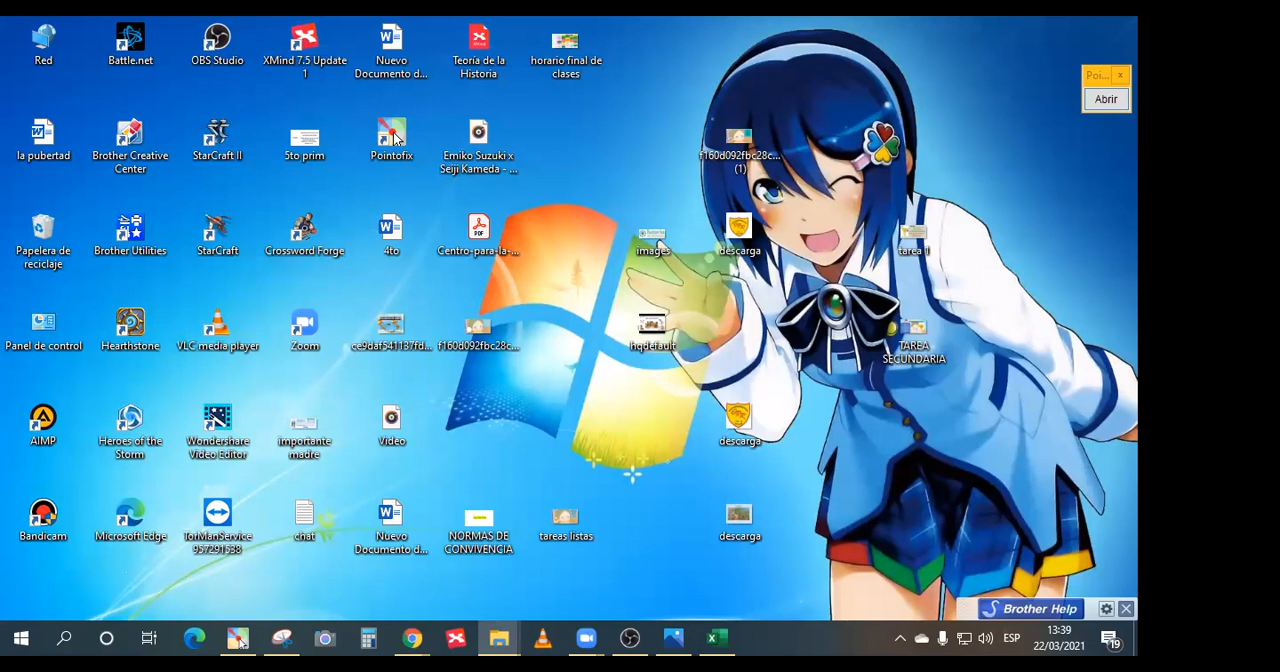 Red
Battle.net
OBS Studio
XMind 7.5 Update
1
Nuevo
Documento d...
Teoría de la
Historia
horario final de
clases
Poi...
x
Abrir
la pubertad
Brother Creative
Center
StarCraft II
5to prim
Pointofix
Emiko Suzuki x
Seiji Kameda - ...
f160d092fbc28c...
(1)
Papelera de
reciclaje
Brother Utilities
StarCraft
Crossword Forge
4to
PDF
Centro-para-la-...
images
descarga
tarea 1
Panel de control
Hearthstone
VLC media player
Zoom
ce9daf541137fd...
f160d092fbc28c...
hqdefault
TAREA
SECUNDARIA
AIMP
Heroes of the
Storm
Wondershare
Video Editor
importante
madre
Video
descarga
Bandicam
Microsoft Edge
TorManService
957291538
chat
Nuevo
Documento d...
NORMAS DE
CONVIVENCIA
tareas listas
descarga
Brother Help
ESP
13:39
22/03/2021
19